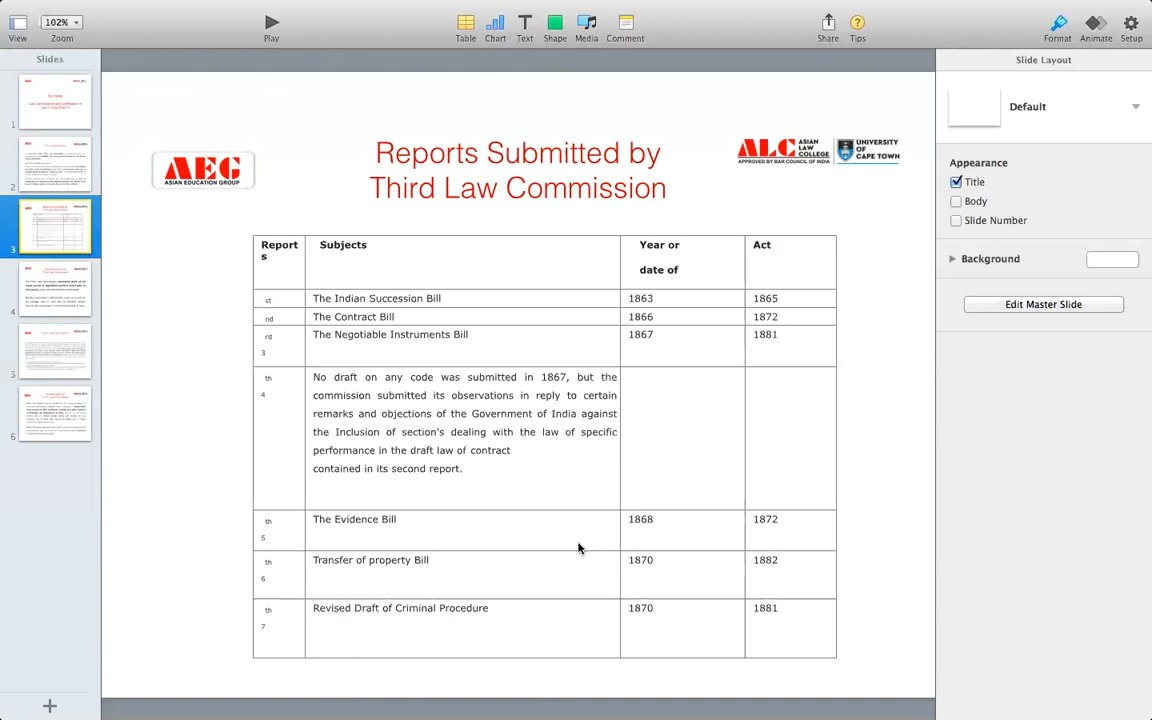 102%
View
Zoom
Play
Table
Chart
Text
Shape
Media
Comment
Share
Tips
Format
Animate
Setup
Slides
Slide Layout
1
2
3
4
5
6
AEG
ASIAN EDUCATION GROUP
Reports Submitted by
Third Law Commission
ALC ASIAN LAW COLLEGE
APPROVED BY BAR COUNCIL OF INDIA
UNIVERSITY OF CAPE TOWN
Report
s
Subjects
Year or
date of
Act
st The Indian Succession Bill 1863 1865
nd The Contract Bill 1866 1872
rd The Negotiable Instruments Bill 1867 1881
3
th No draft on any code was submitted in 1867, but the
4 commission submitted its observations in reply to certain
remarks and objections of the Government of India against
the Inclusion of section's dealing with the law of specific
performance in the draft law of contract
contained in its second report.
th The Evidence Bill 1868 1872
5
th Transfer of property Bill 1870 1882
6
th Revised Draft of Criminal Procedure 1870 1881
7
Default
Appearance
Title
Body
Slide Number
Background
Edit Master Slide